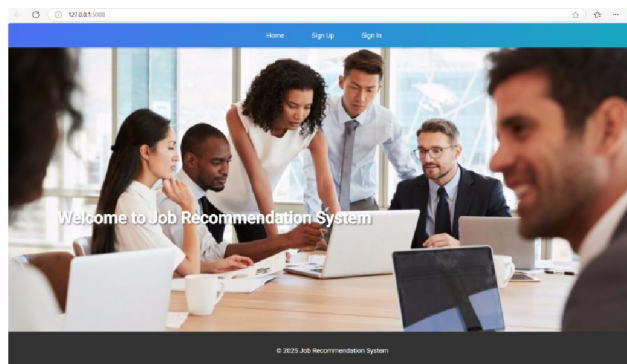 127.0.0.1:5000
Home Sign Up Sign In
Welcome to Job Recommendation System
© 2025 Job Recommendation System